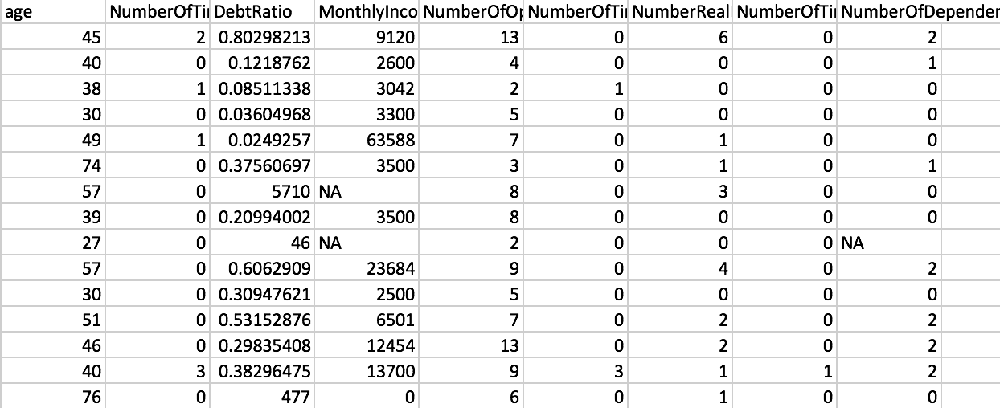 age NumberOfTi DebtRatio MonthlyInco NumberOfOp NumberOfTi NumberReal NumberOfTi NumberOfDependen
45 2 0.80298213 9120 13 0 6 0 2
40 0 0.1218762 2600 4 0 0 0 1
38 1 0.08511338 3042 2 1 0 0 0
30 0 0.03604968 3300 5 0 0 0 0
49 1 0.0249257 63588 7 0 1 0 0
74 0 0.37560697 3500 3 0 1 0 1
57 0 5710 NA 8 0 3 0 0
39 0 0.20994002 3500 8 0 0 0 0
27 0 46 NA 2 0 0 0 NA
57 0 0.6062909 23684 9 0 4 0 2
30 0 0.30947621 2500 5 0 0 0 0
51 0 0.53152876 6501 7 0 2 0 2
46 0 0.29835408 12454 13 0 2 0 2
40 3 0.38296475 13700 9 3 1 1 2
76 0 477 0 6 0 1 0 0